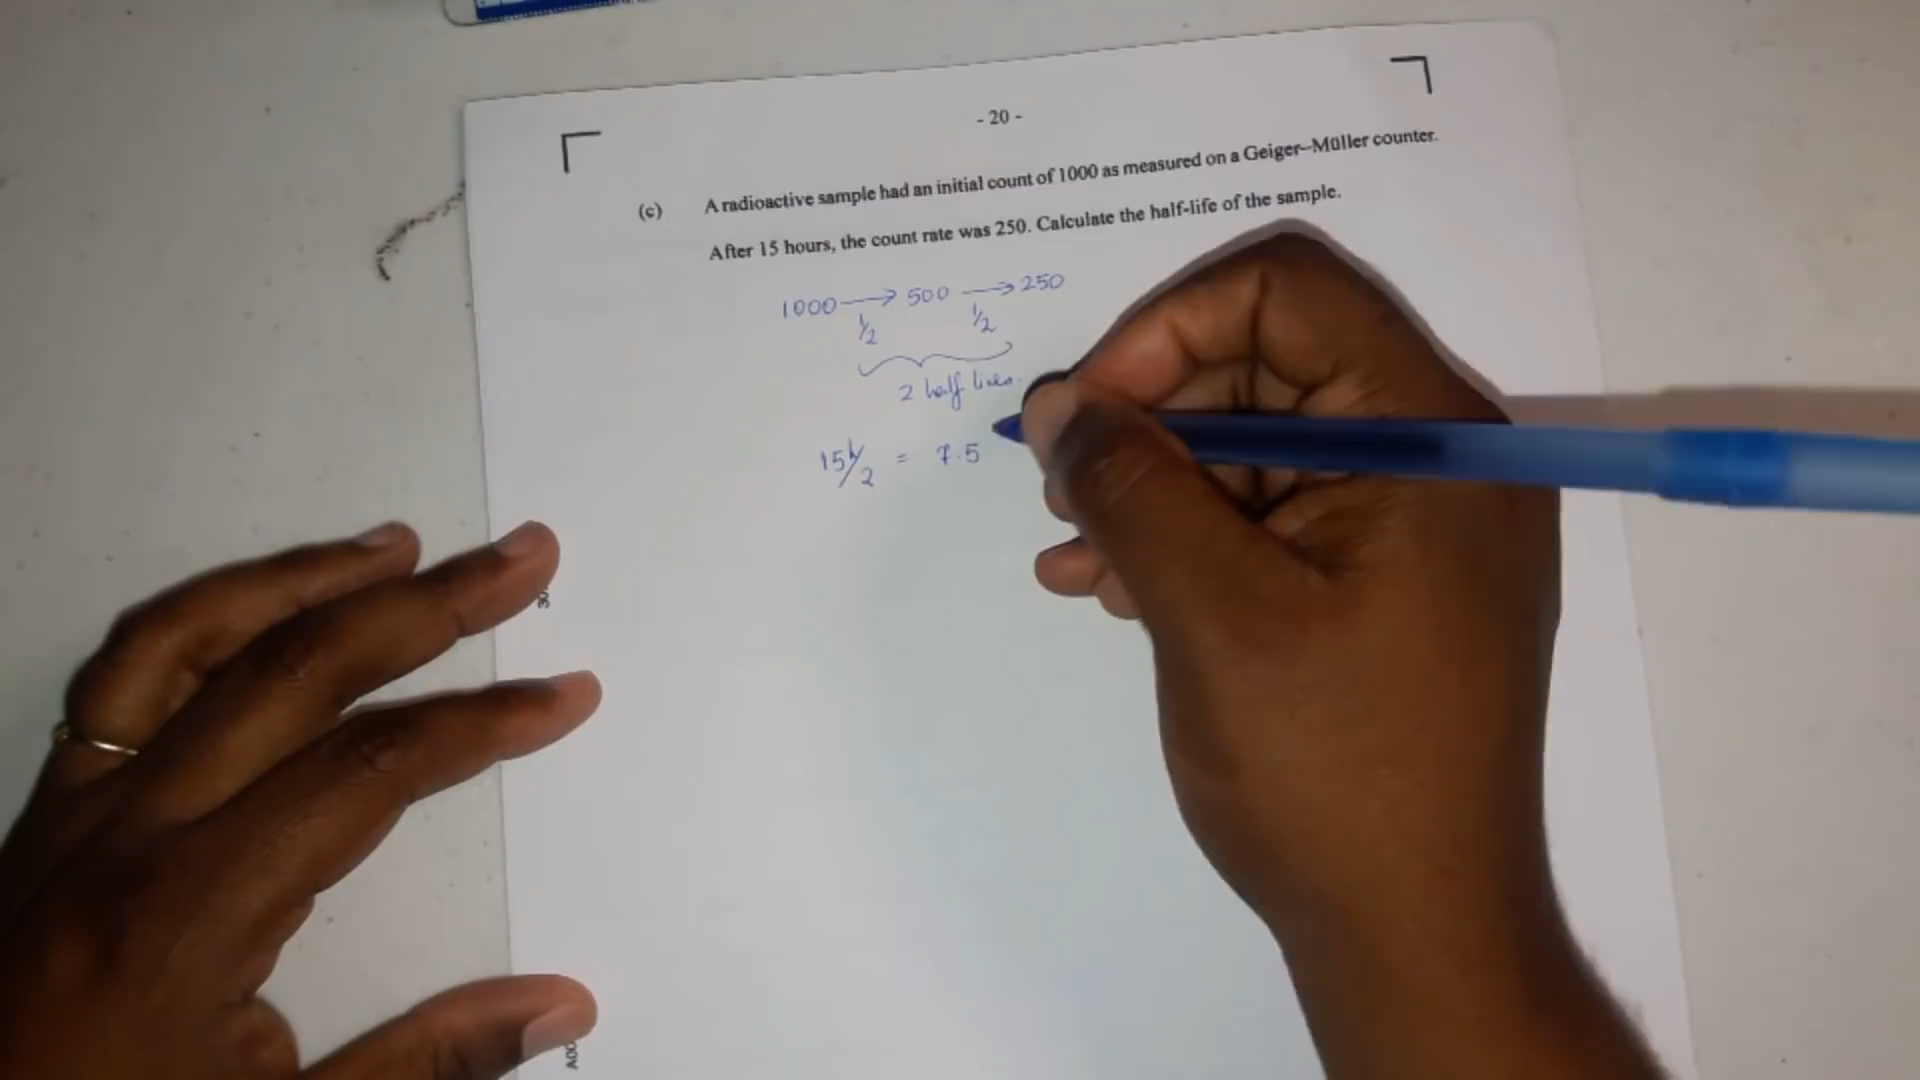 - 20 -
(c) A radioactive sample had an initial count of 1000 as measured on a Geiger–Müller counter.
After 15 hours, the count rate was 250. Calculate the half-life of the sample.
1000 → 500 → 250
1/2 1/2
2 half lives.
15h/2 = 7.5